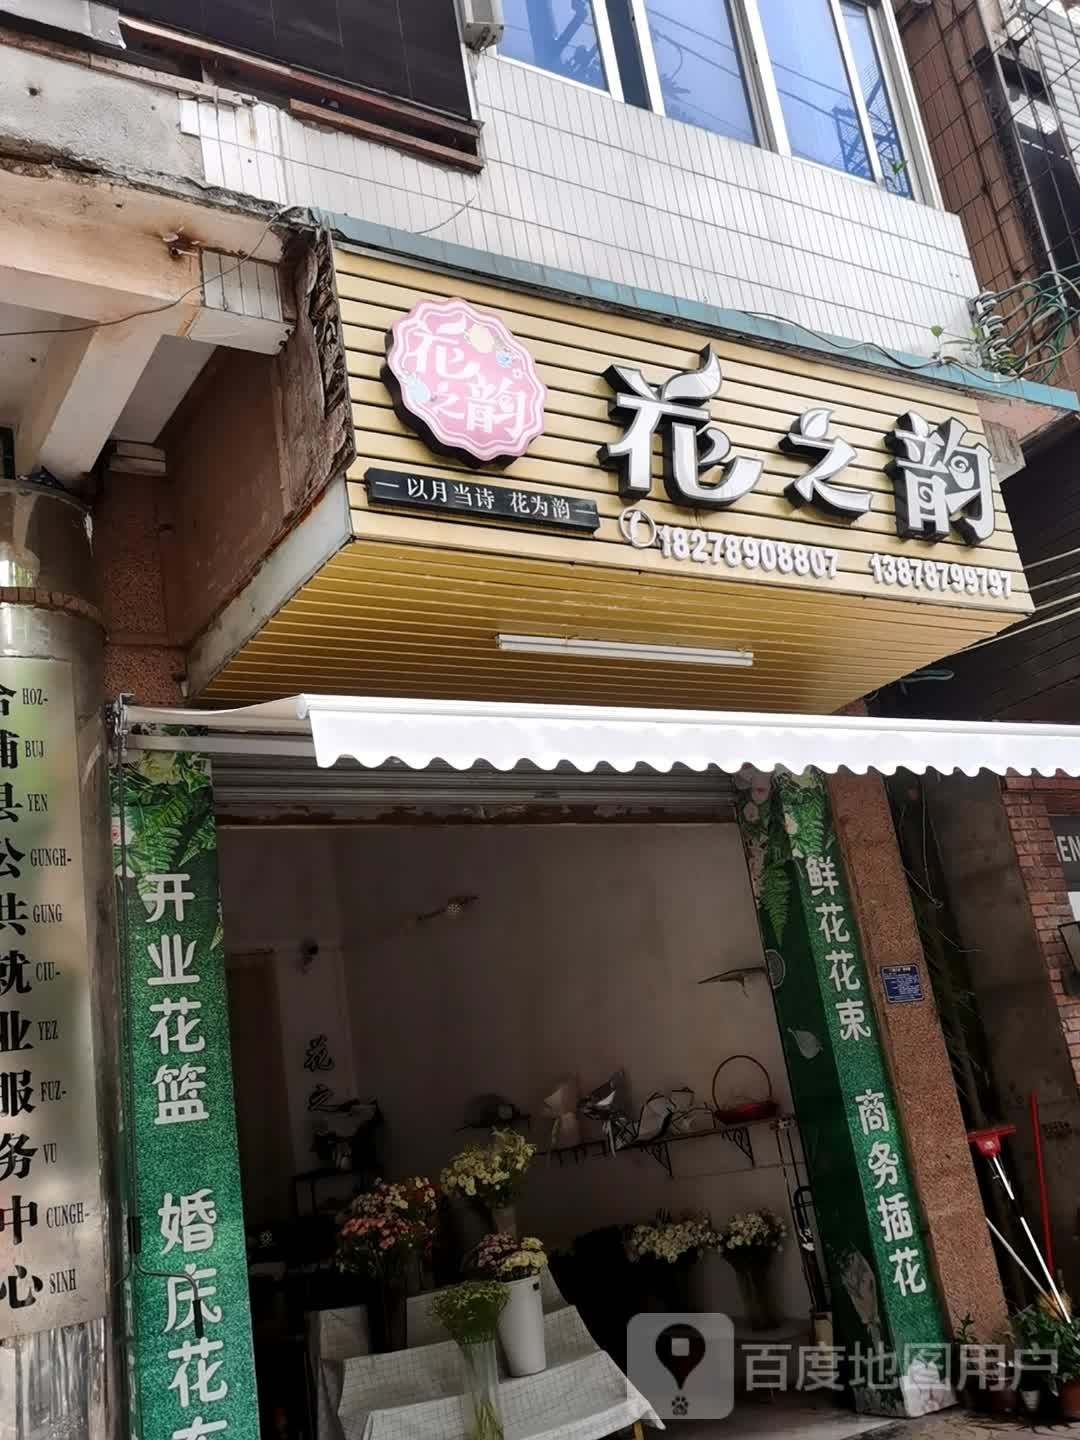 花之韵
花之韵
以月当诗 花为韵
18278908807 13878799797
合浦县公共就业服务中心
HOZ- BUJ YEN GUNGH- GUNG CIU- YEZ FUZ- VU CUNGH- SINH
开业花篮 婚庆花车
鲜花花束 商务插花
花之
百度地图用户